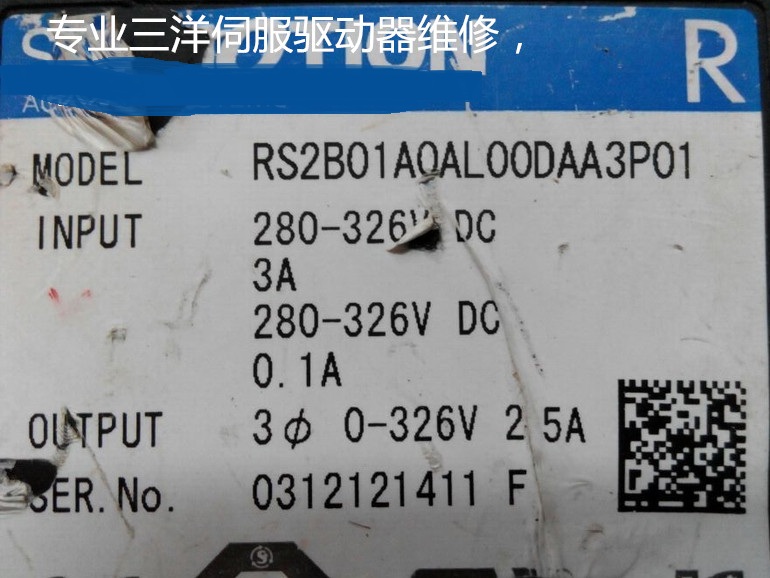 专业三洋伺服驱动器维修，
R
MODEL RS2B01A0AL00DAA3P01
INPUT 280-326V DC
3A
280-326V DC
0.1A
OUTPUT 3ϕ 0-326V 2 5A
SER.No. 0312121411 F